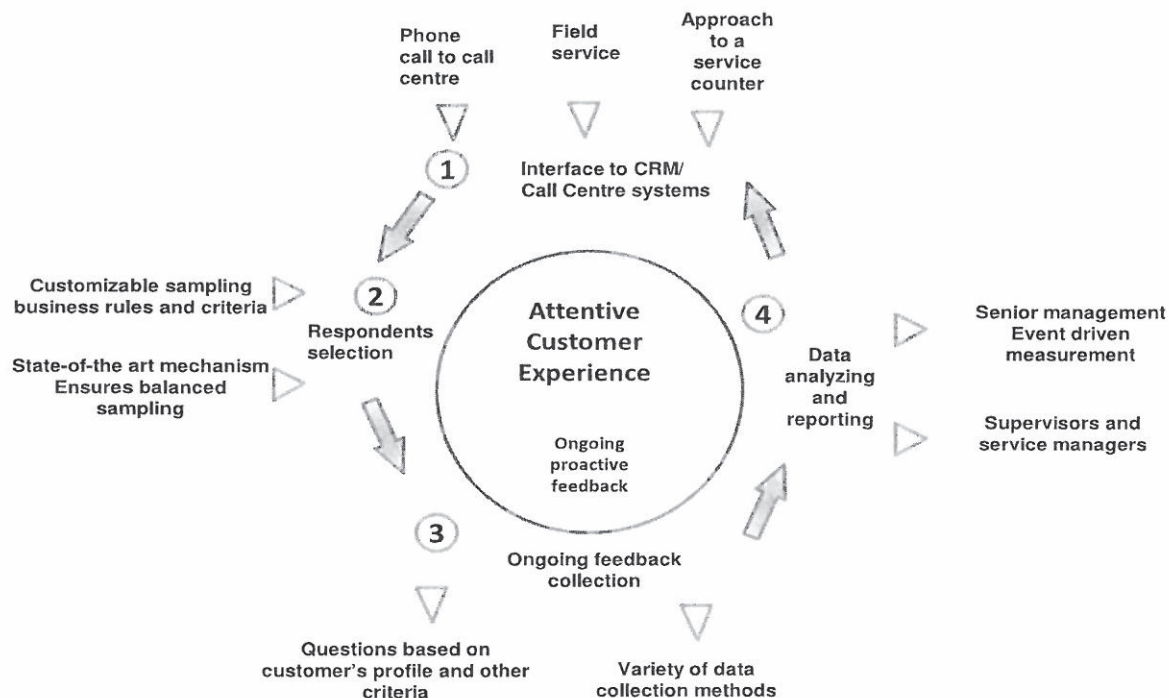 Phone
call to call
centre
Field
service
Approach
to a
service
counter
1
Interface to CRM/
Call Centre systems
Customizable sampling
business rules and criteria
2
Respondents
selection
State-of-the art mechanism
Ensures balanced
sampling
Attentive
Customer
Experience
Ongoing
proactive
feedback
4
Data
analyzing
and
reporting
Senior management
Event driven
measurement
Supervisors and
service managers
3
Ongoing feedback
collection
Questions based on
customer's profile and other
criteria
Variety of data
collection methods